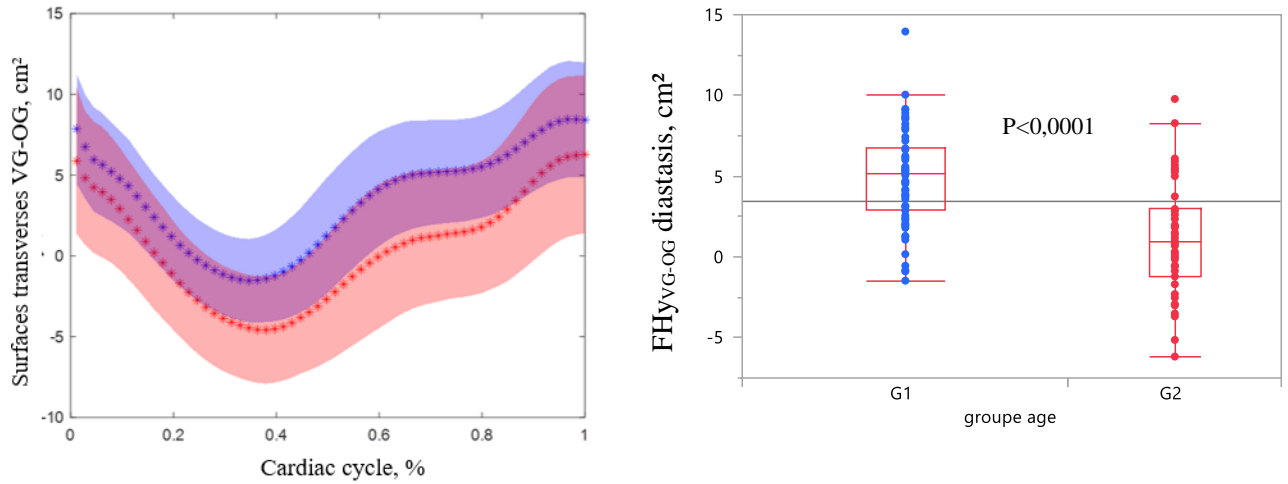 Surfaces transverses VG-OG, cm²
15
10
5
0
-5
-10
0
0.2
0.4
0.6
0.8
1
Cardiac cycle, %
FHyVG-OG diastasis, cm²
15
10
5
0
-5
P<0,0001
G1
G2
groupe age